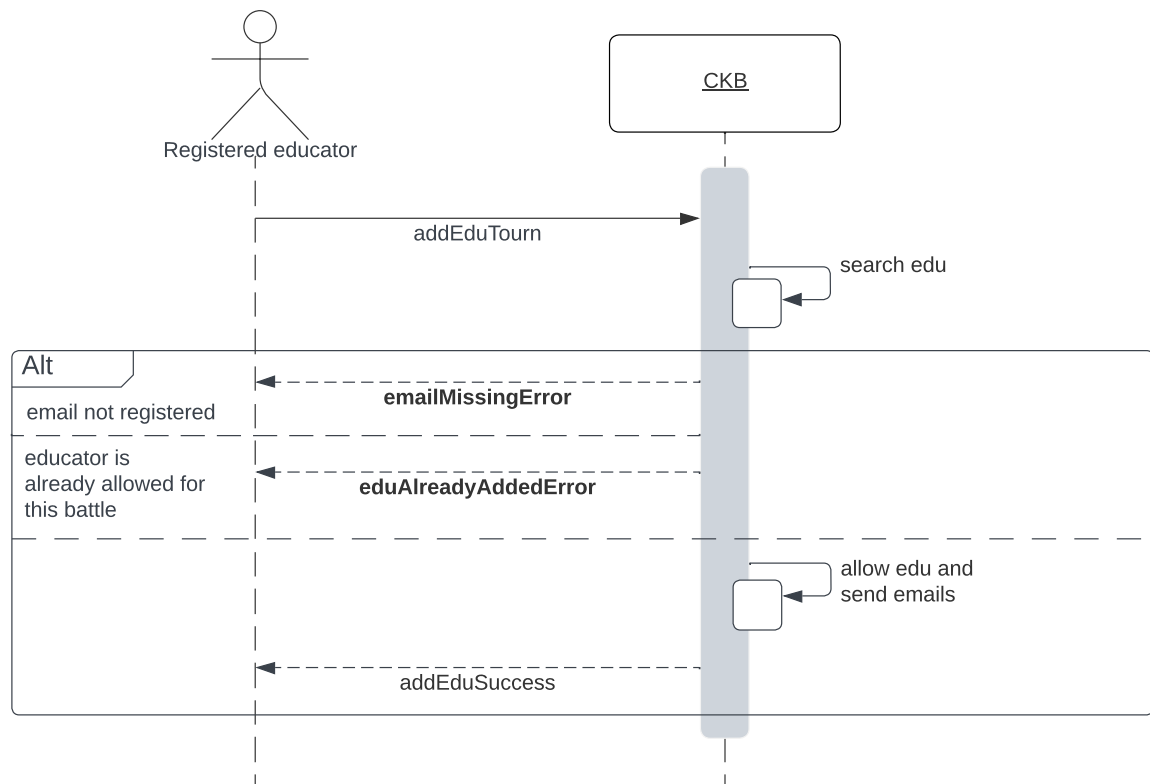 CKB
Registered educator
addEduTourn
search edu
Alt
emailMissingError
email not registered
educator is
already allowed for
this battle
eduAlreadyAddedError
allow edu and
send emails
addEduSuccess